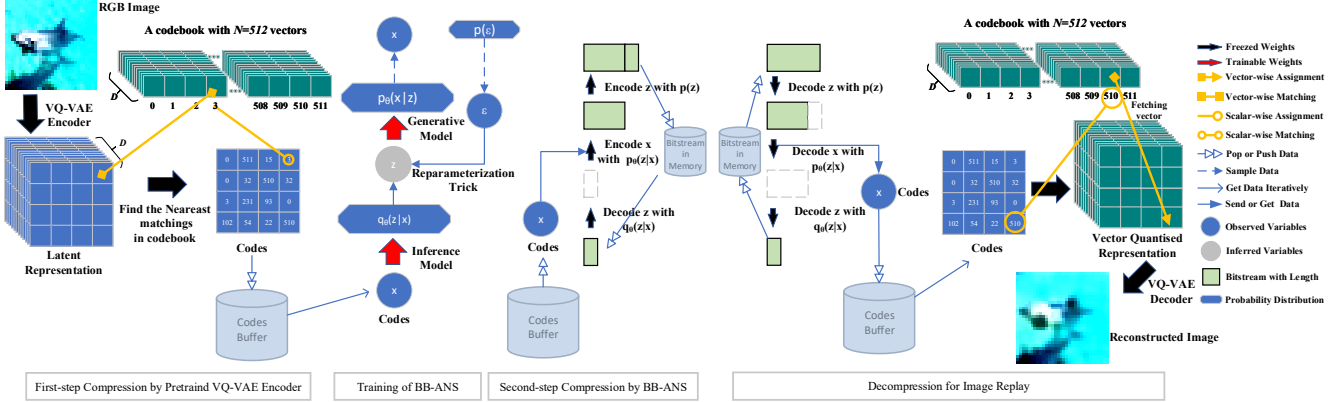 RGB Image
A codebook with N=512 vectors
D
0 1 2 3 508 509 510 511
VQ-VAE
Encoder
D
Latent
Representation
Find the Nearest
matchings
in codebook
0 511 15 3
0 32 510 32
3 231 93 0
102 54 22 510
Codes
Codes
Buffer
x
p(ε)
pθ(x|z)
ε
Generative
Model
z
Reparameterization
Trick
qθ(z|x)
Inference
Model
x
Codes
x
Codes
Codes
Buffer
Encode z with p(z)
Encode x
with pθ(z|x)
Decode z with
qθ(z|x)
Bitstream
in
Memory
Bitstream
in
Memory
Decode z with p(z)
Decode x with
pθ(z|x)
Decode z with
qθ(z|x)
x
Codes
Codes
Buffer
A codebook with N=512 vectors
D
0 1 2 3 508 509 510 511
Fetching
vector
0 511 15 3
0 32 510 32
3 231 93 0
102 54 22 510
Codes
Vector Quantised
Representation
VQ-VAE
Decoder
Reconstructed Image
Freezed Weights
Trainable Weights
Vector-wise Assignment
Vector-wise Matching
Scalar-wise Assignment
Scalar-wise Matching
Pop or Push Data
Sample Data
Get Data Iteratively
Send or Get Data
Observed Variables
Inferred Variables
Bitstream with Length
Probability Distribution
First-step Compression by Pretraind VQ-VAE Encoder
Training of BB-ANS
Second-step Compression by BB-ANS
Decompression for Image Replay